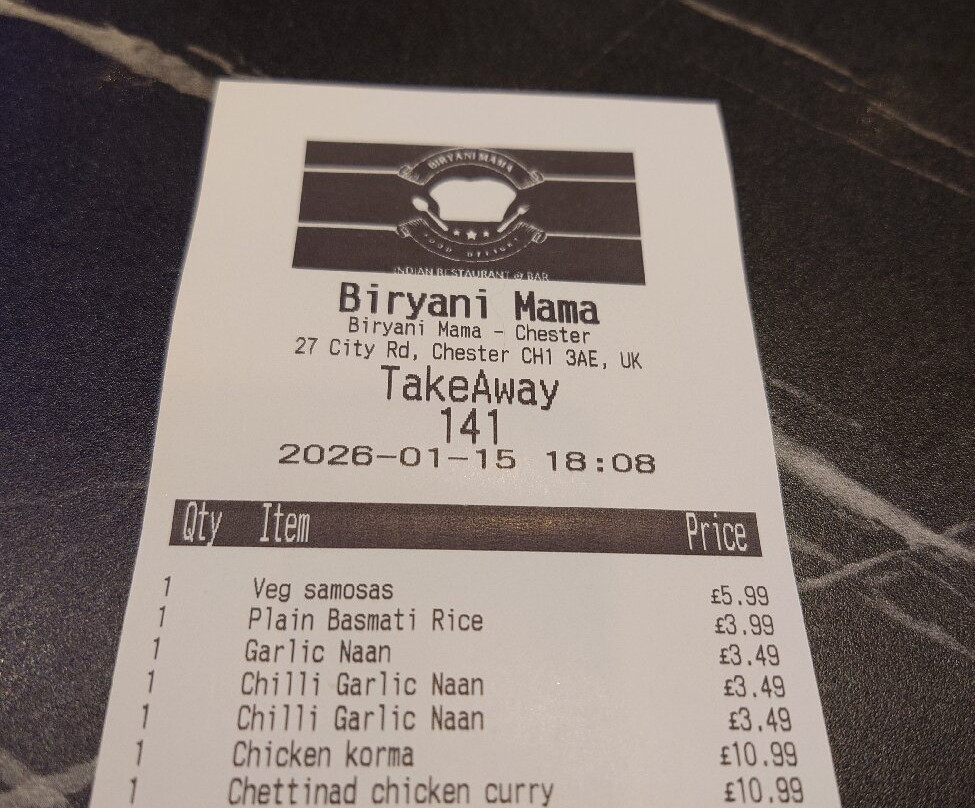 BIRYANI MAMA
FOOD DELIGHT
INDIAN RESTAURANT & BAR
Biryani Mama
Biryani Mama - Chester
27 City Rd, Chester CH1 3AE, UK
TakeAway
141
2026-01-15 18:08
Qty Item Price
1 Veg samosas £5.99
1 Plain Basmati Rice £3.99
1 Garlic Naan £3.49
1 Chilli Garlic Naan £3.49
1 Chilli Garlic Naan £3.49
1 Chicken korma £10.99
1 Chettinad chicken curry £10.99